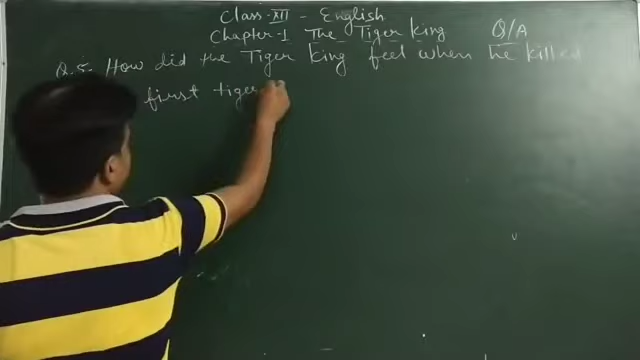 Class-XII - English
Chapter-1 The Tiger king Q/A
Q.5. How did the Tiger king feel when he killed
first tiger